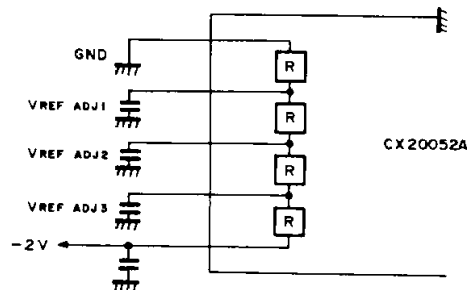 GND
R
VREF ADJ1
R
VREF ADJ2
CX20052A
R
VREF ADJ3
R
-2V